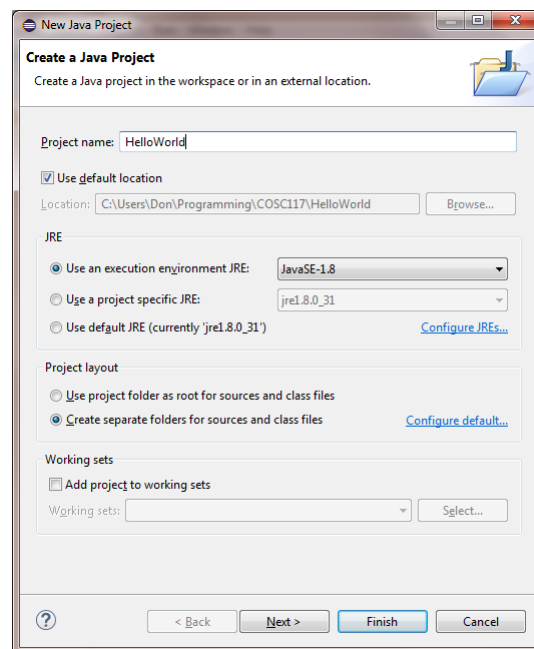 New Java Project
Create a Java Project
Create a Java project in the workspace or in an external location.
Project name: HelloWorld
Use default location
Location: C:\Users\Don\Programming\COSC117\HelloWorld Browse...
JRE
Use an execution environment JRE: JavaSE-1.8
Use a project specific JRE: jre1.8.0_31
Use default JRE (currently 'jre1.8.0_31') Configure JREs...
Project layout
Use project folder as root for sources and class files
Create separate folders for sources and class files Configure default...
Working sets
Add project to working sets
Working sets: Select...
? < Back Next > Finish Cancel